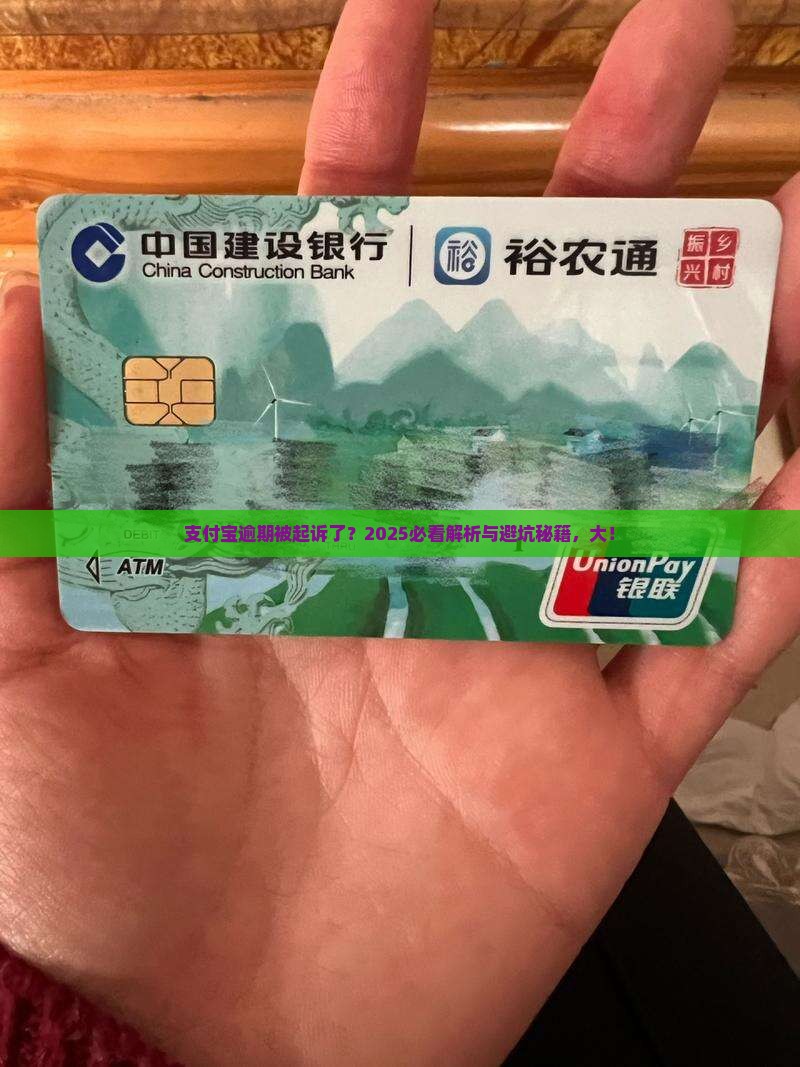 中国建设银行
China Construction Bank
裕
裕农通
振乡
兴村
DEBIT
支付宝逾期被起诉了？2025必看解析与避坑秘籍，大！
ATM
UnionPay
银联